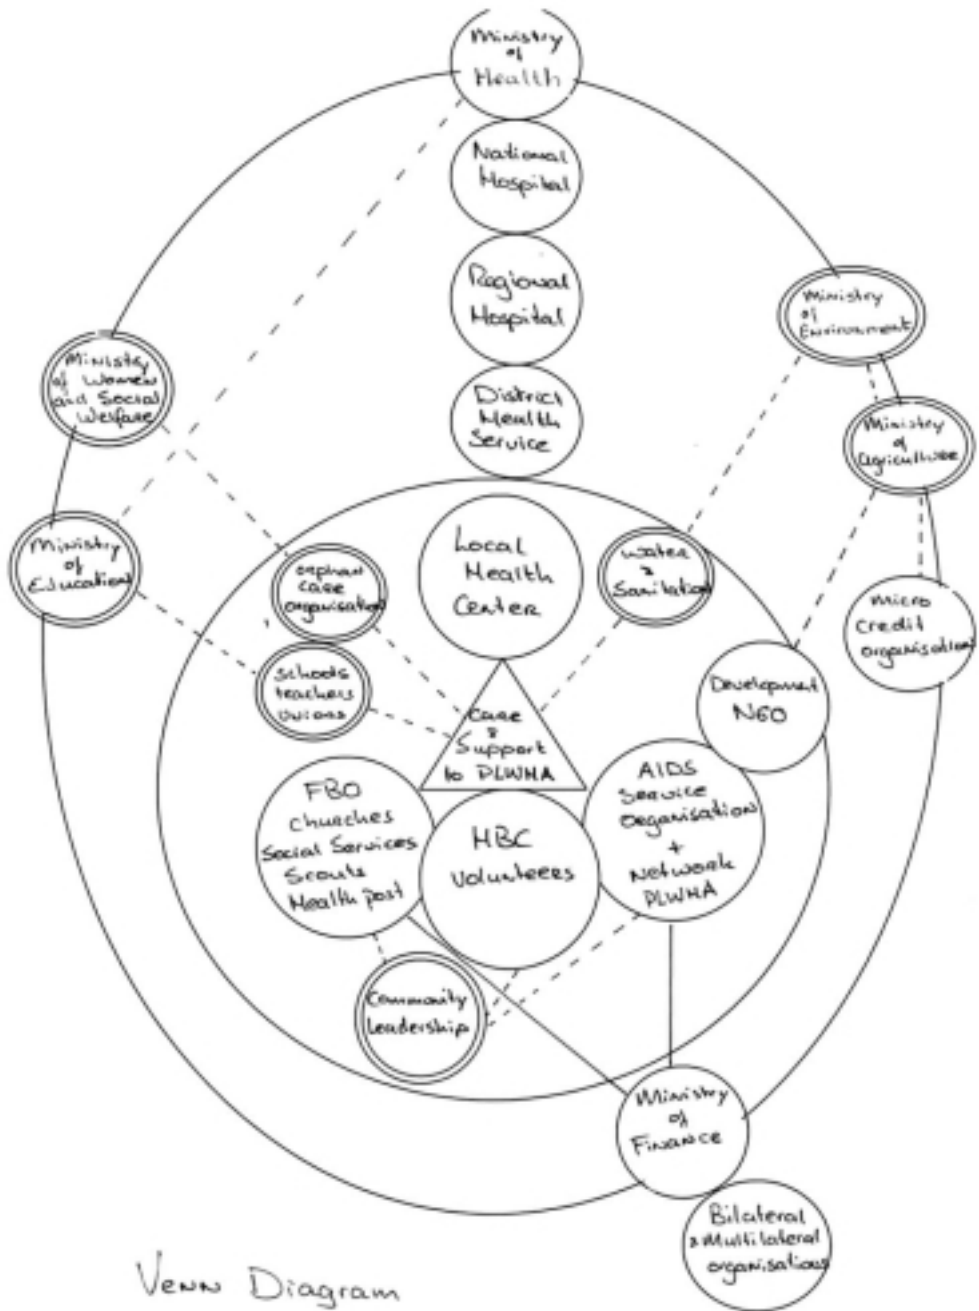 Ministry
of
Health
National
Hospital
Regional
Hospital
District
Health
Service
Ministry
of Environment
Ministry
of Women
and Social
Welfare
Ministry
of
Agriculture
Ministry
of
Education
orphan
care
organisation
Local
Health
Center
Water
&
Sanitation
Micro
Credit
organisation
Schools
teachers
Unions
Care
&
Support
to PLWHA
Development
NGO
FBO
Churches
Social Services
Scouts
Health post
HBC
Volunteers
AIDS
Service
Organisation
+
Network
PLWHA
Community
Leadership
Ministry
of
Finance
Bilateral
& Multilateral
organisations
Venn Diagram